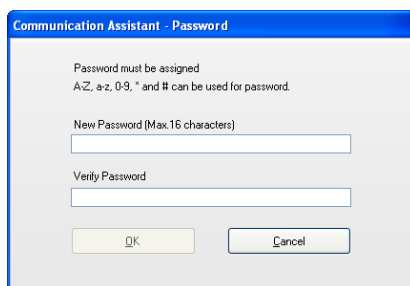 Communication Assistant - Password
Password must be assigned
A-Z, a-z, 0-9, * and # can be used for password.
New Password (Max.16 characters)
Verify Password
OK
Cancel